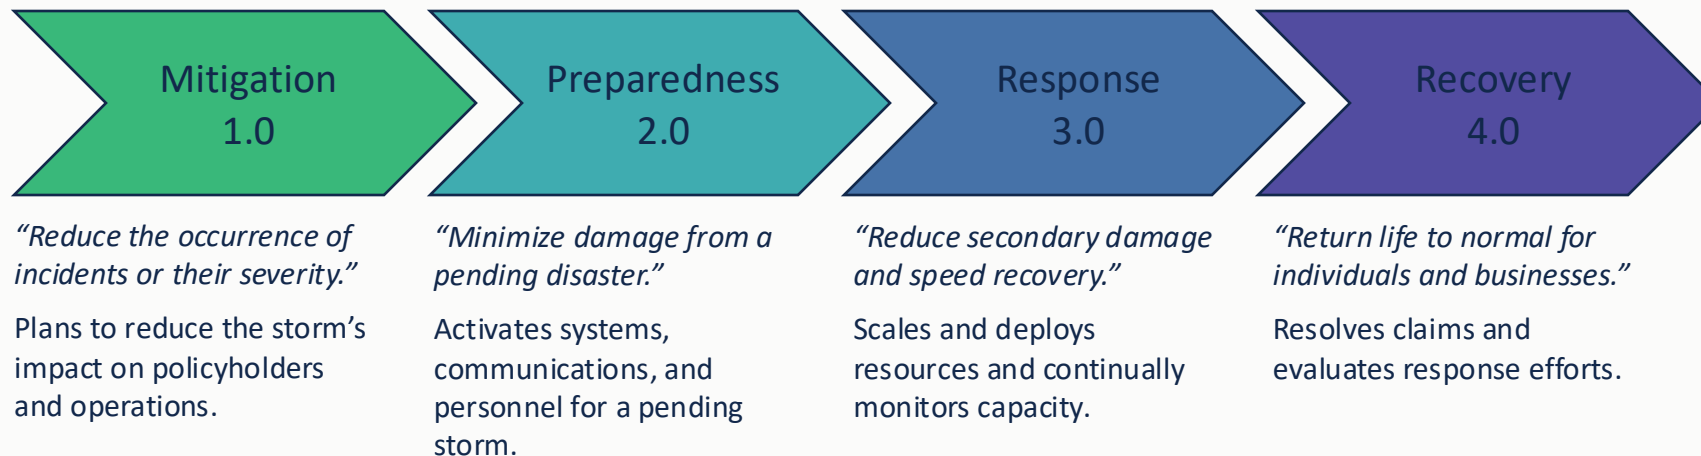 Mitigation
1.0
Preparedness
2.0
Response
3.0
Recovery
4.0
“Reduce the occurrence of
incidents or their severity.”
Plans to reduce the storm’s
impact on policyholders
and operations.
“Minimize damage from a
pending disaster.”
Activates systems,
communications, and
personnel for a pending
storm.
“Reduce secondary damage
and speed recovery.”
Scales and deploys
resources and continually
monitors capacity.
“Return life to normal for
individuals and businesses.”
Resolves claims and
evaluates response efforts.